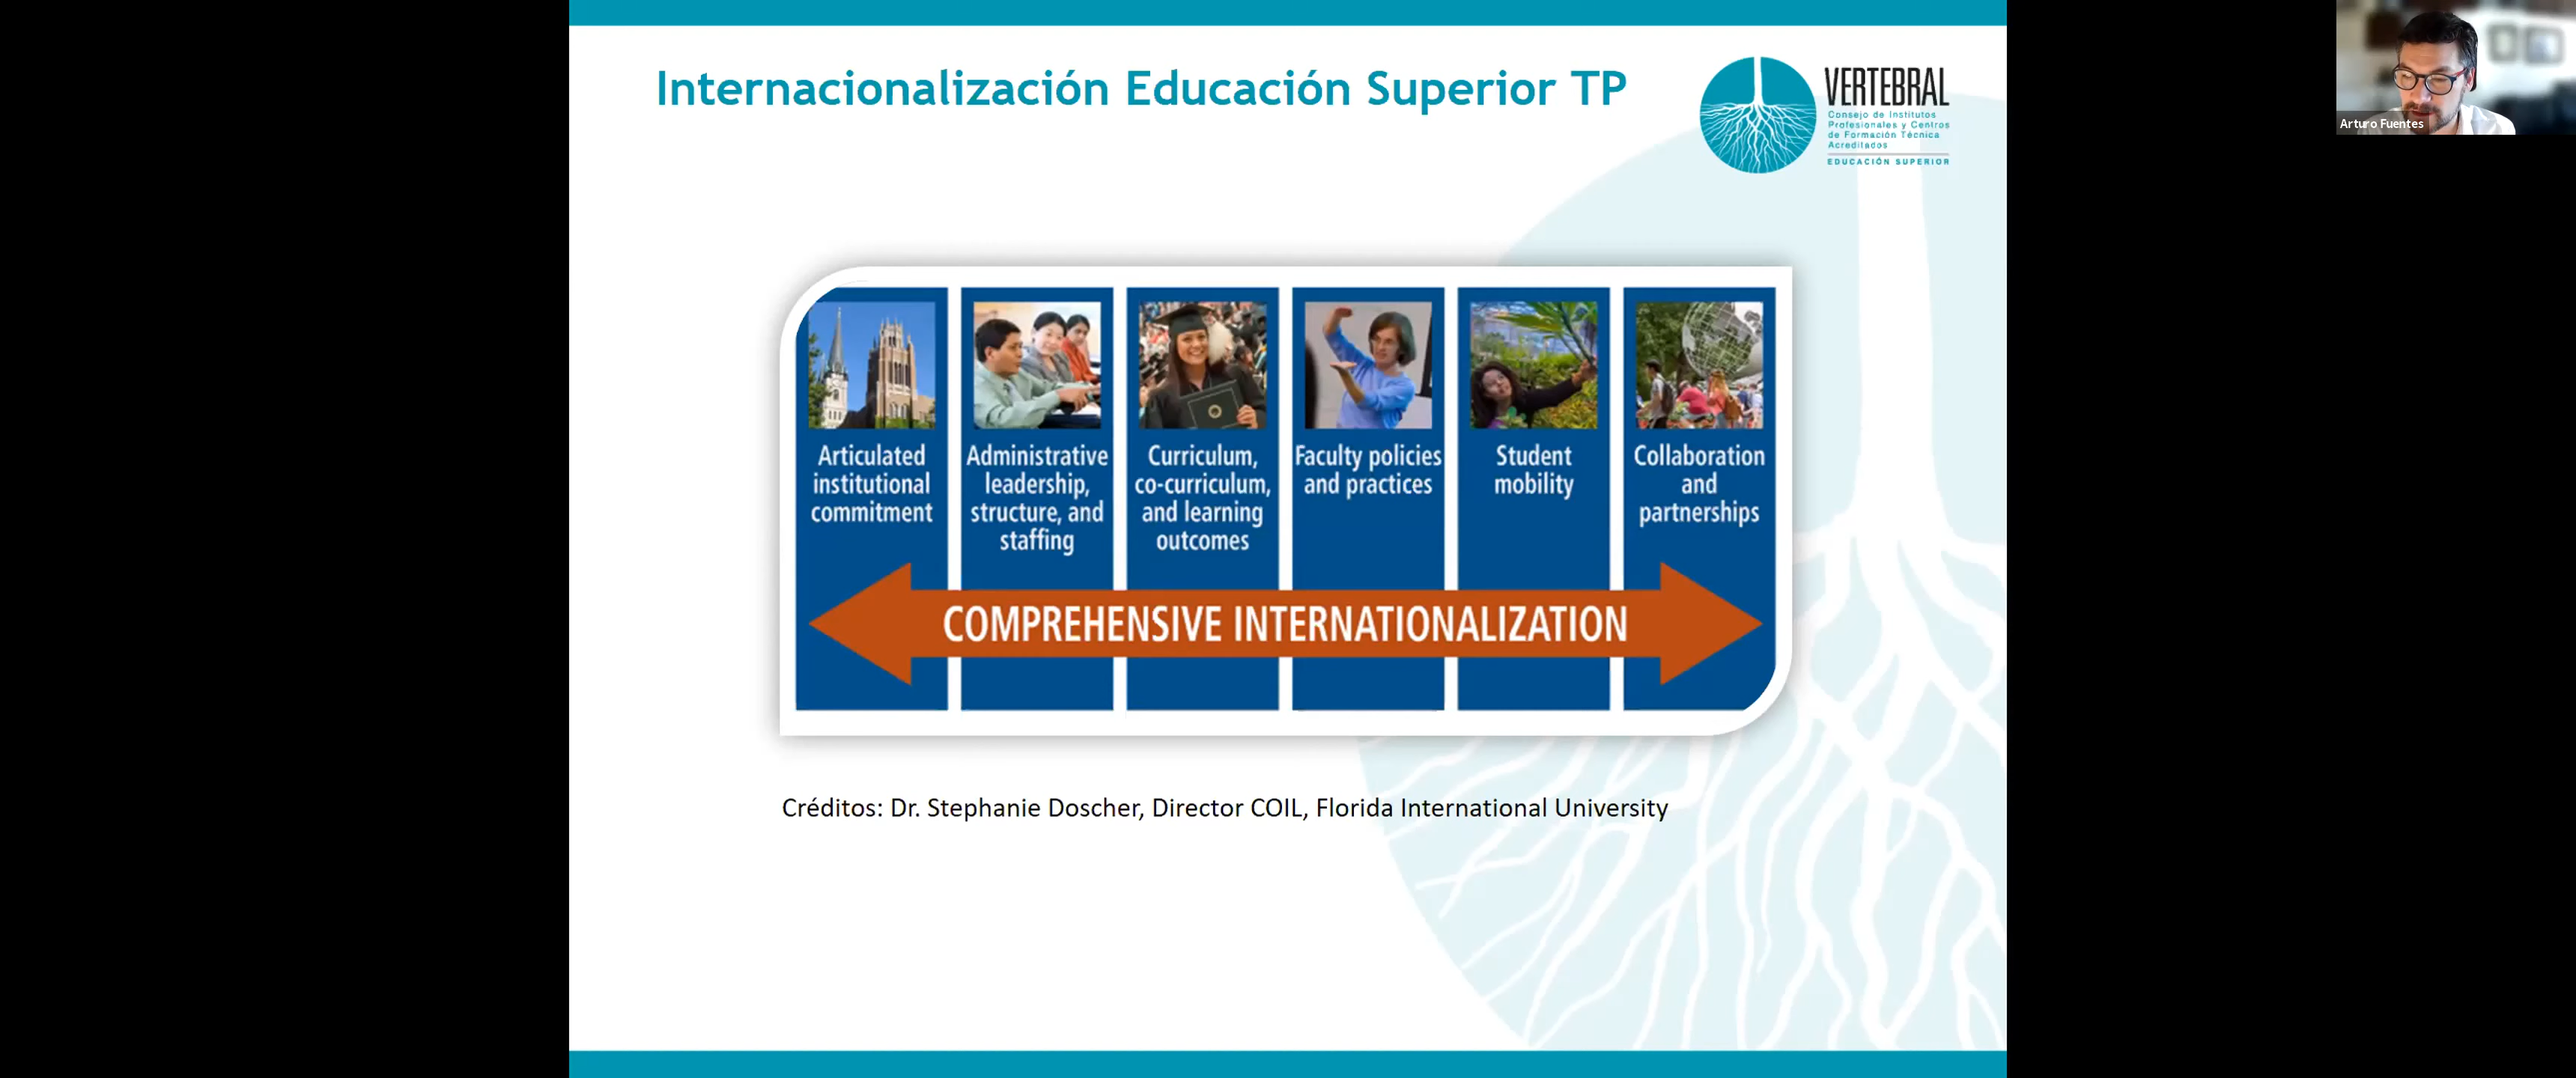 Internacionalización Educación Superior TP
VERTEBRAL
Consejo de Institutos
Profesionales y Centros
de Formación Técnica
Acreditados
EDUCACIÓN SUPERIOR
Arturo Fuentes
Articulated
institutional
commitment
Administrative
leadership,
structure, and
staffing
Curriculum,
co-curriculum,
and learning
outcomes
Faculty policies
and practices
Student
mobility
Collaboration
and
partnerships
COMPREHENSIVE INTERNATIONALIZATION
Créditos: Dr. Stephanie Doscher, Director COIL, Florida International University